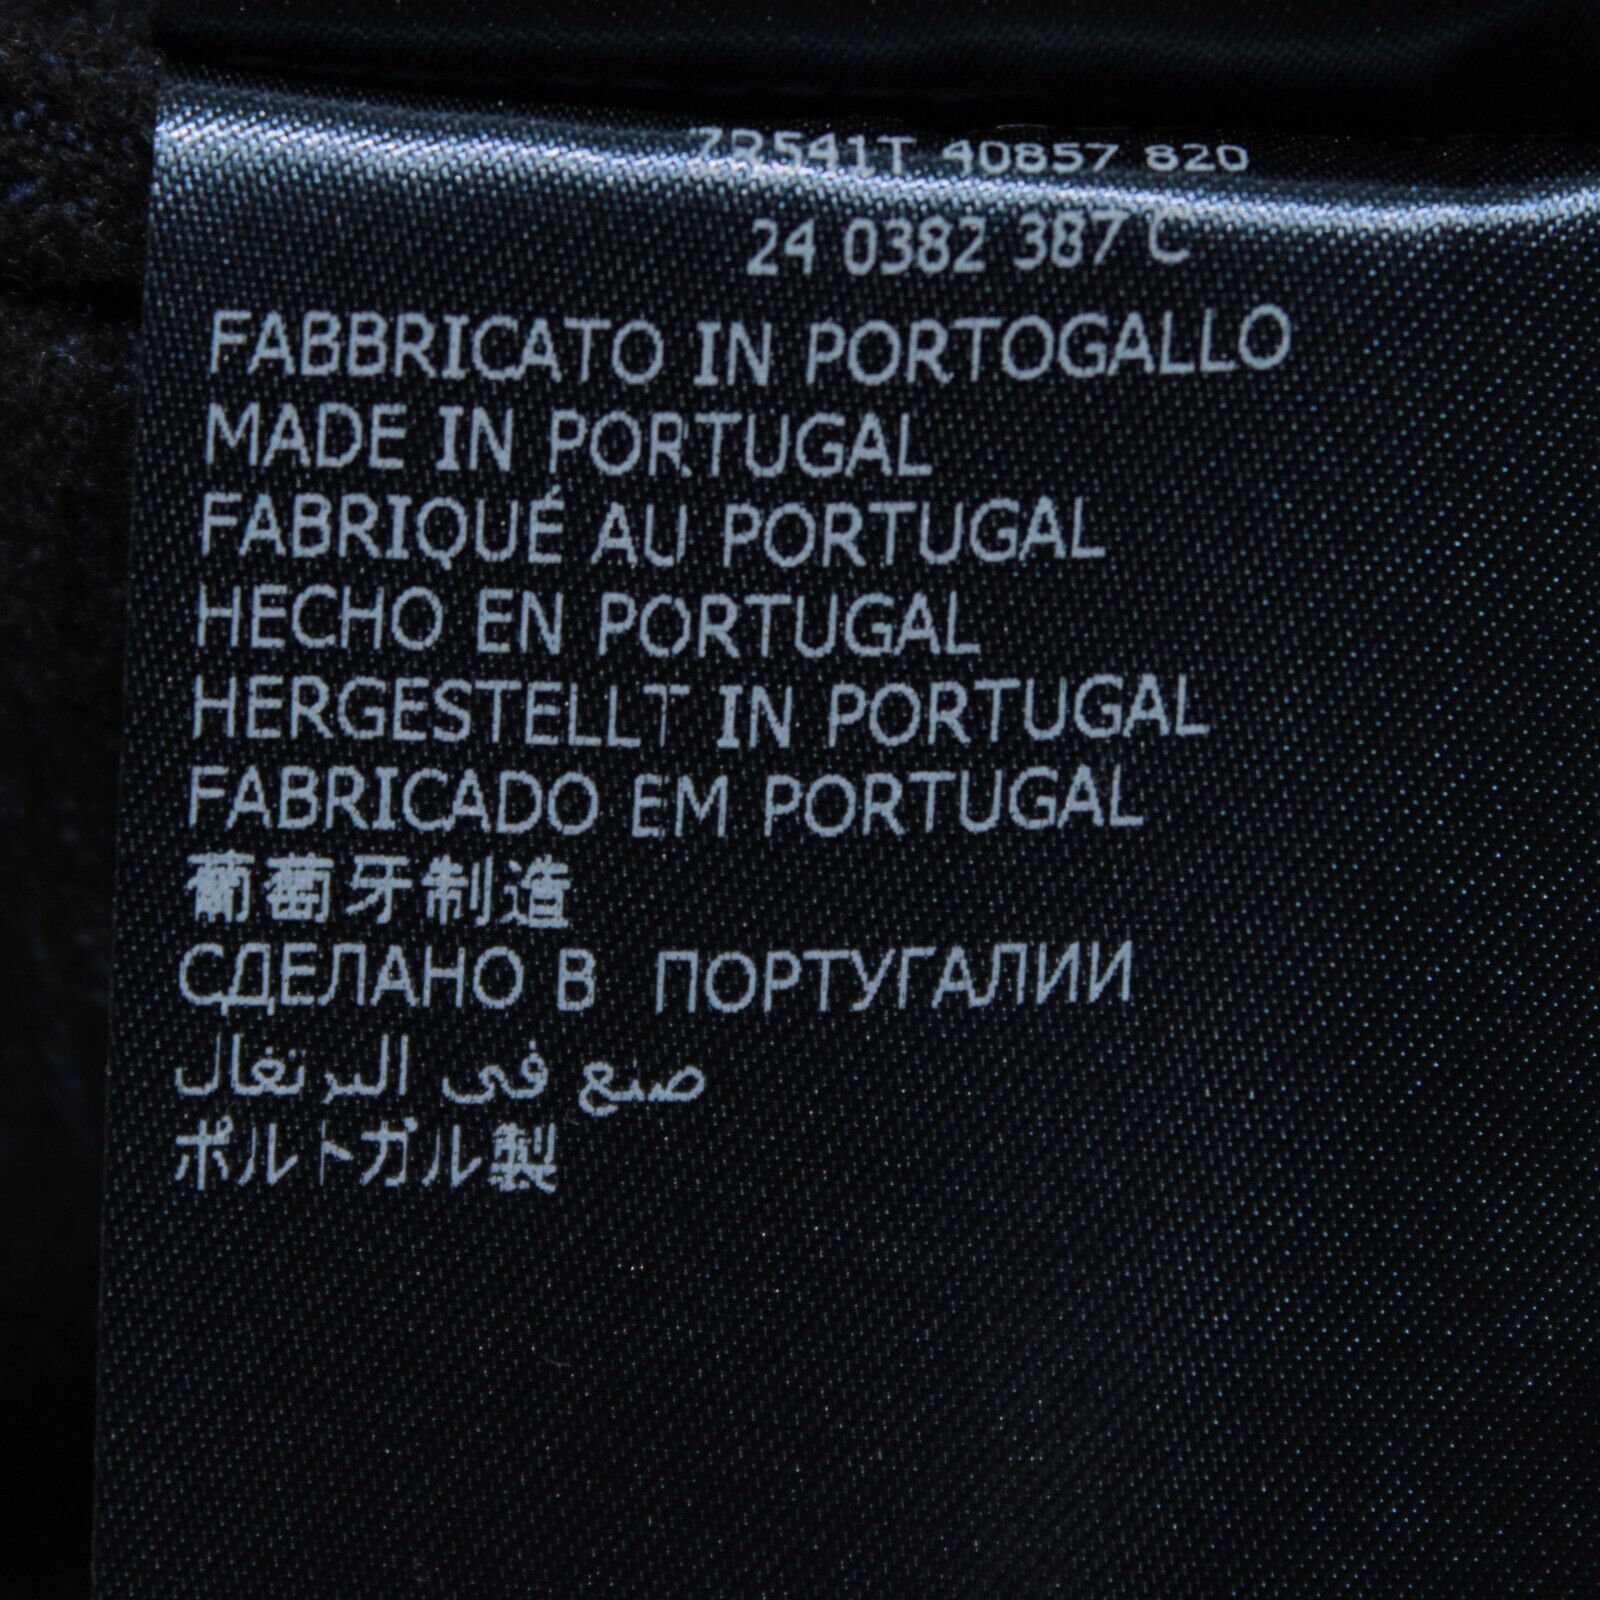 7R541T 40857 820
24 0382 387 C
FABBRICATO IN PORTOGALLO
MADE IN PORTUGAL
FABRIQUÉ AU PORTUGAL
HECHO EN PORTUGAL
HERGESTELLT IN PORTUGAL
FABRICADO EM PORTUGAL
葡萄牙制造
СДЕЛАНО В ПОРТУГАЛИИ
صنع فى البرتغال
ポルトガル製